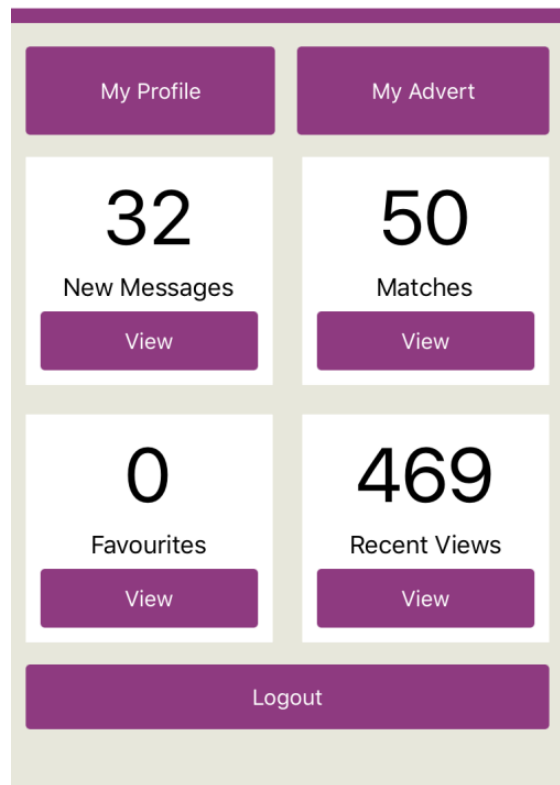 My Profile
My Advert
32
New Messages
View
50
Matches
View
0
Favourites
View
469
Recent Views
View
Logout